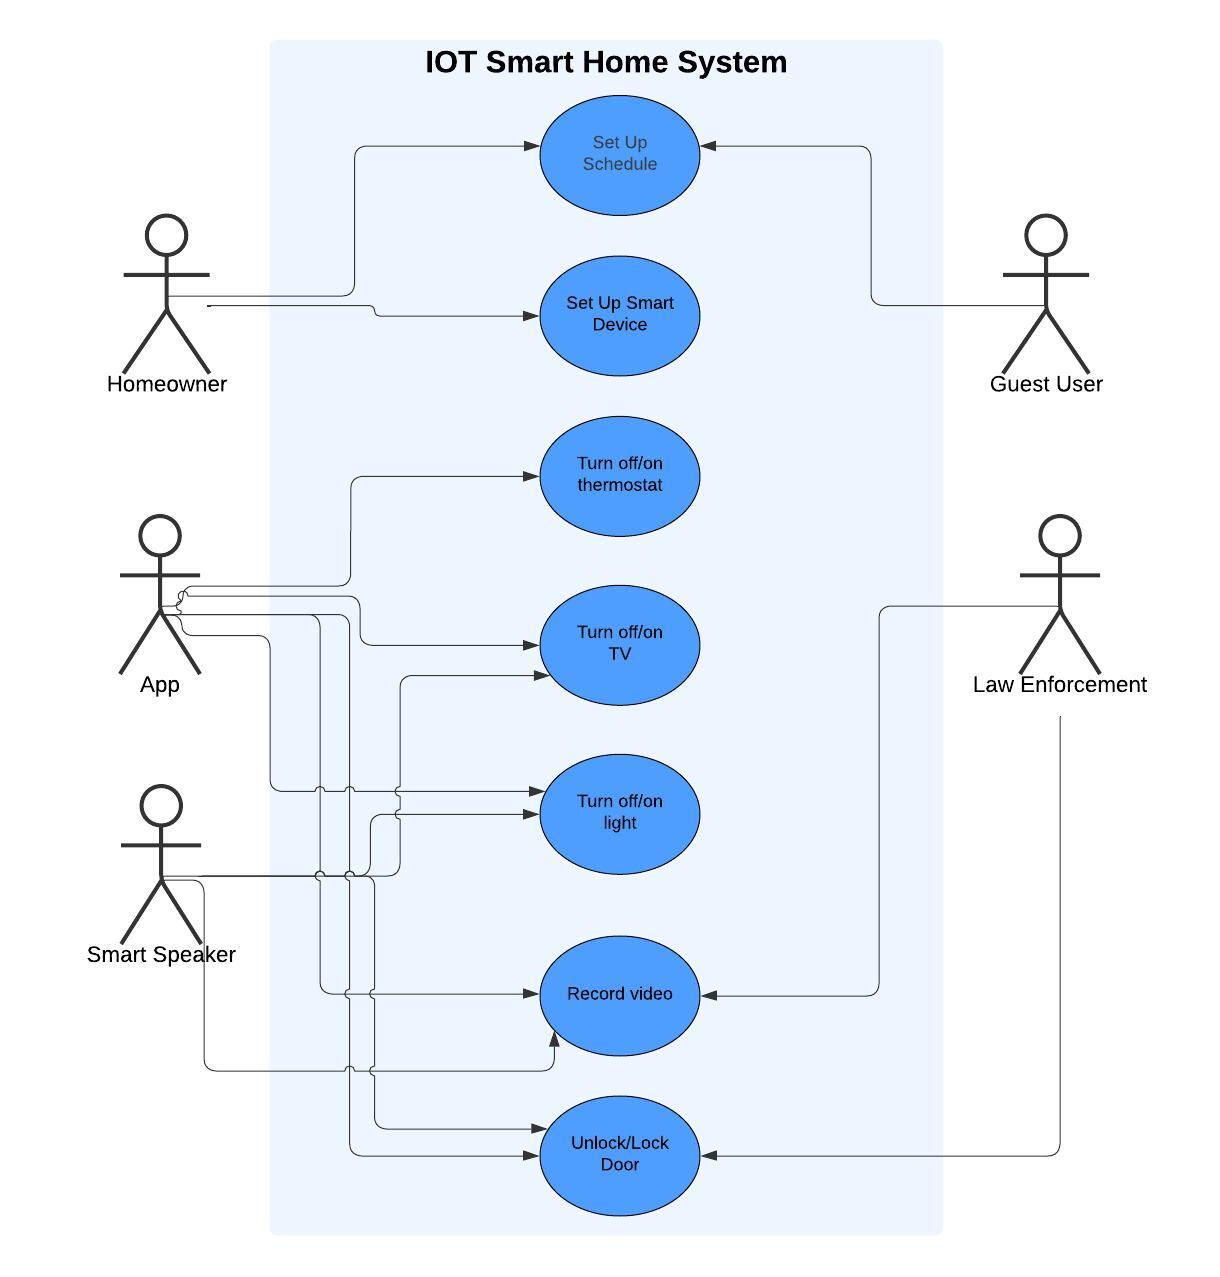 IOT Smart Home System
Set Up
Schedule
Set Up Smart
Device
Homeowner
Guest User
Turn off/on
thermostat
Turn off/on
TV
App
Law Enforcement
Turn off/on
light
Smart Speaker
Record video
Unlock/Lock
Door